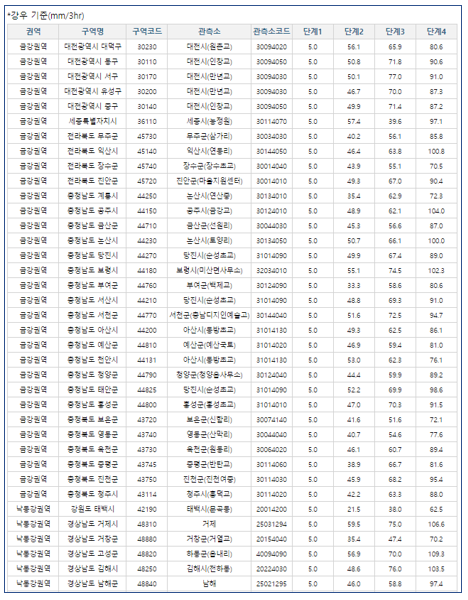 *강우 기준(mm/3hr)
권역 구역명 구역코드 관측소 관측소코드 단계1 단계2 단계3 단계4
금강권역 대전광역시 대덕구 30230 대전시(원촌교) 30094020 5.0 56.1 65.9 80.6
금강권역 대전광역시 동구 30110 대전시(인창교) 30094050 5.0 50.8 71.8 90.6
금강권역 대전광역시 서구 30170 대전시(만년교) 30094030 5.0 50.1 77.0 91.0
금강권역 대전광역시 유성구 30200 대전시(만년교) 30094030 5.0 46.7 70.0 87.3
금강권역 대전광역시 중구 30140 대전시(인창교) 30094050 5.0 49.9 71.4 87.2
금강권역 세종특별자치시 36110 세종시(농정원) 30114070 5.0 57.4 39.6 97.1
금강권역 전라북도 무주군 45730 무주군(삼가리) 30034030 5.0 40.2 56.1 85.8
금강권역 전라북도 익산시 45140 익산시(연동리) 30144050 5.0 46.4 63.8 100.8
금강권역 전라북도 장수군 45740 장수군(장수초교) 30014040 5.0 43.9 55.1 70.5
금강권역 전라북도 진안군 45720 진안군(마을지원센터) 30014010 5.0 49.3 67.0 90.4
금강권역 충청남도 계룡시 44250 논산시(연산중) 30134010 5.0 35.4 62.9 72.3
금강권역 충청남도 공주시 44150 공주시(금강교) 30124010 5.0 48.9 62.1 104.0
금강권역 충청남도 금산군 44710 금산군(선원리) 30044030 5.0 45.3 56.6 87.0
금강권역 충청남도 논산시 44230 논산시(토양리) 30134050 5.0 50.7 66.1 100.0
금강권역 충청남도 당진시 44270 당진시(순성초교) 31014090 5.0 49.9 67.4 89.0
금강권역 충청남도 보령시 44180 보령시(미산면사무소) 32034010 5.0 55.1 74.5 102.3
금강권역 충청남도 부여군 44760 부여군(백제교) 30124090 5.0 33.3 58.6 80.6
금강권역 충청남도 서산시 44210 당진시(순성초교) 31014090 5.0 48.8 69.3 91.0
금강권역 충청남도 서천군 44770 서천군(충남디자인예술고) 30144040 5.0 51.6 72.5 94.7
금강권역 충청남도 아산시 44200 아산시(통방초교) 31014130 5.0 49.3 62.5 86.1
금강권역 충청남도 예산군 44810 예산군(예산국토) 31014020 5.0 46.9 59.4 81.0
금강권역 충청남도 천안시 44131 아산시(통방초교) 31014130 5.0 53.0 62.3 76.1
금강권역 충청남도 청양군 44790 청양군(청양읍사무소) 30124040 5.0 44.4 59.9 89.2
금강권역 충청남도 태안군 44825 당진시(순성초교) 31014090 5.0 52.2 69.9 98.6
금강권역 충청남도 홍성군 44800 홍성군(홍성초교) 31014010 5.0 47.0 70.3 91.5
금강권역 충청북도 보은군 43720 보은군(신함리) 30074140 5.0 41.6 51.6 72.1
금강권역 충청북도 영동군 43740 영동군(산막리) 30044040 5.0 40.7 54.6 77.6
금강권역 충청북도 옥천군 43730 옥천군(원동리) 30064020 5.0 46.1 60.7 89.4
금강권역 충청북도 증평군 43745 증평군(반탄교) 30114060 5.0 38.9 66.7 81.6
금강권역 충청북도 진천군 43750 진천군(진천여중) 30114030 5.0 45.9 68.2 95.4
금강권역 충청북도 청주시 43114 청주시(흥덕교) 30114020 5.0 42.2 63.3 88.0
낙동강권역 강원도 태백시 42190 태백시(문곡동) 20014200 5.0 21.5 38.0 62.5
낙동강권역 경상남도 거제시 48310 거제 25031294 5.0 59.5 75.0 106.6
낙동강권역 경상남도 거창군 48880 거창군(거열교) 20154040 5.0 35.4 47.4 70.2
낙동강권역 경상남도 고성군 48820 하동군(읍내리) 40094090 5.0 56.9 70.0 109.3
낙동강권역 경상남도 김해시 48250 김해시(전하동) 20224030 5.0 48.6 76.0 103.5
낙동강권역 경상남도 남해군 48840 남해 25021295 5.0 46.0 58.8 97.4